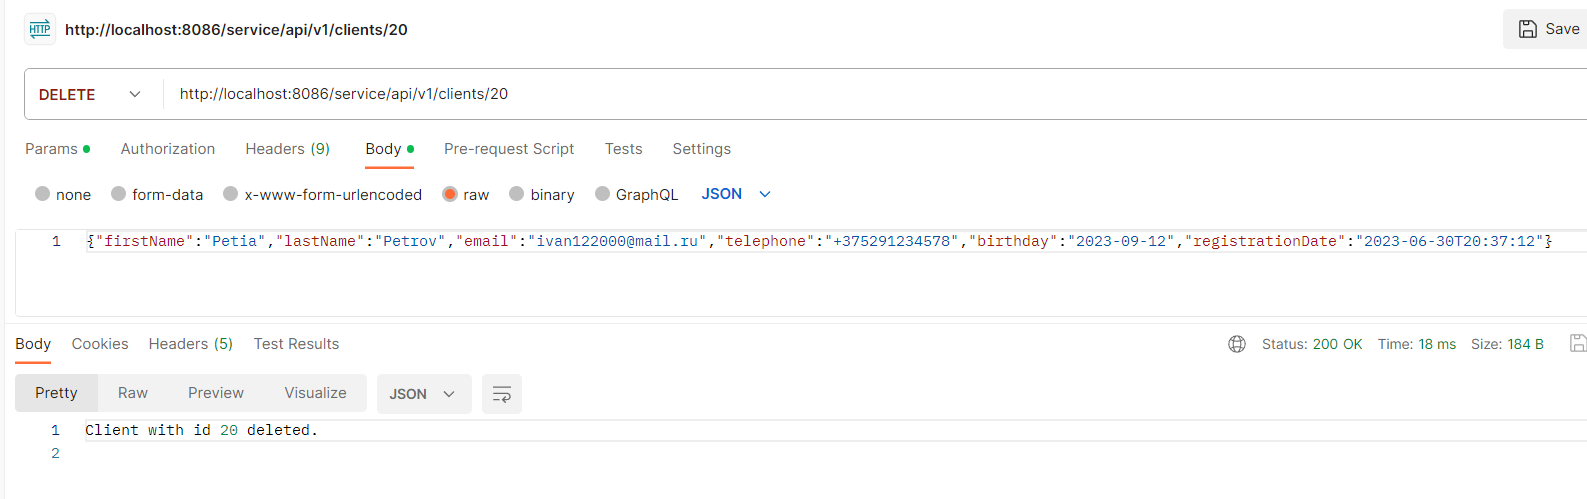 HTTP http://localhost:8086/service/api/v1/clients/20 Save
DELETE http://localhost:8086/service/api/v1/clients/20
Params Authorization Headers (9) Body Pre-request Script Tests Settings
none form-data x-www-form-urlencoded raw binary GraphQL JSON
1 {"firstName":"Petia","lastName":"Petrov","email":"ivan122000@mail.ru","telephone":"+375291234578","birthday":"2023-09-12","registrationDate":"2023-06-30T20:37:12"}
Body Cookies Headers (5) Test Results Status: 200 OK Time: 18 ms Size: 184 B
Pretty Raw Preview Visualize JSON
1 Client with id 20 deleted.
2